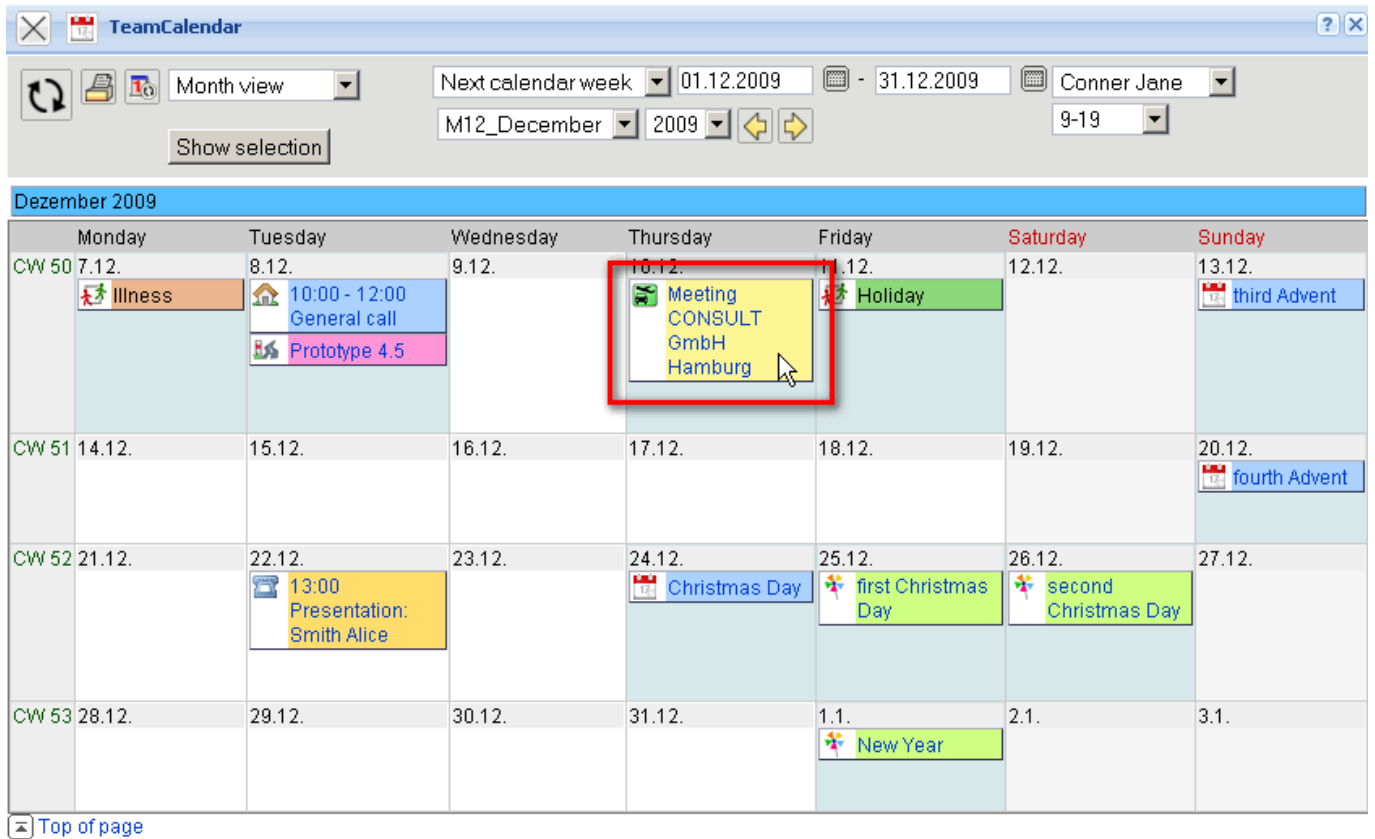 TeamCalendar
Month view Next calendar week 01.12.2009 - 31.12.2009 Conner Jane
M12_December 2009 9-19
Show selection
Dezember 2009
Monday Tuesday Wednesday Thursday Friday Saturday Sunday
CW 50 7.12. 8.12. 9.12. 10.12. 11.12. 12.12. 13.12.
Illness
10:00 - 12:00
General call
Prototype 4.5
Meeting
CONSULT
GmbH
Hamburg
Holiday
third Advent
CW 51 14.12. 15.12. 16.12. 17.12. 18.12. 19.12. 20.12.
fourth Advent
CW 52 21.12. 22.12. 23.12. 24.12. 25.12. 26.12. 27.12.
13:00
Presentation:
Smith Alice
Christmas Day
first Christmas
Day
second
Christmas Day
CW 53 28.12. 29.12. 30.12. 31.12. 1.1. 2.1. 3.1.
New Year
Top of page